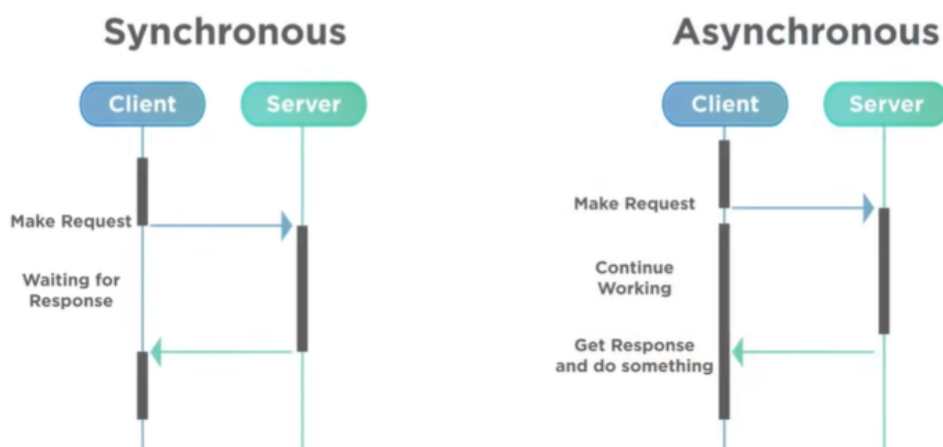 Synchronous
Client
Server
Make Request
Waiting for
Response
Asynchronous
Client
Server
Make Request
Continue
Working
Get Response
and do something